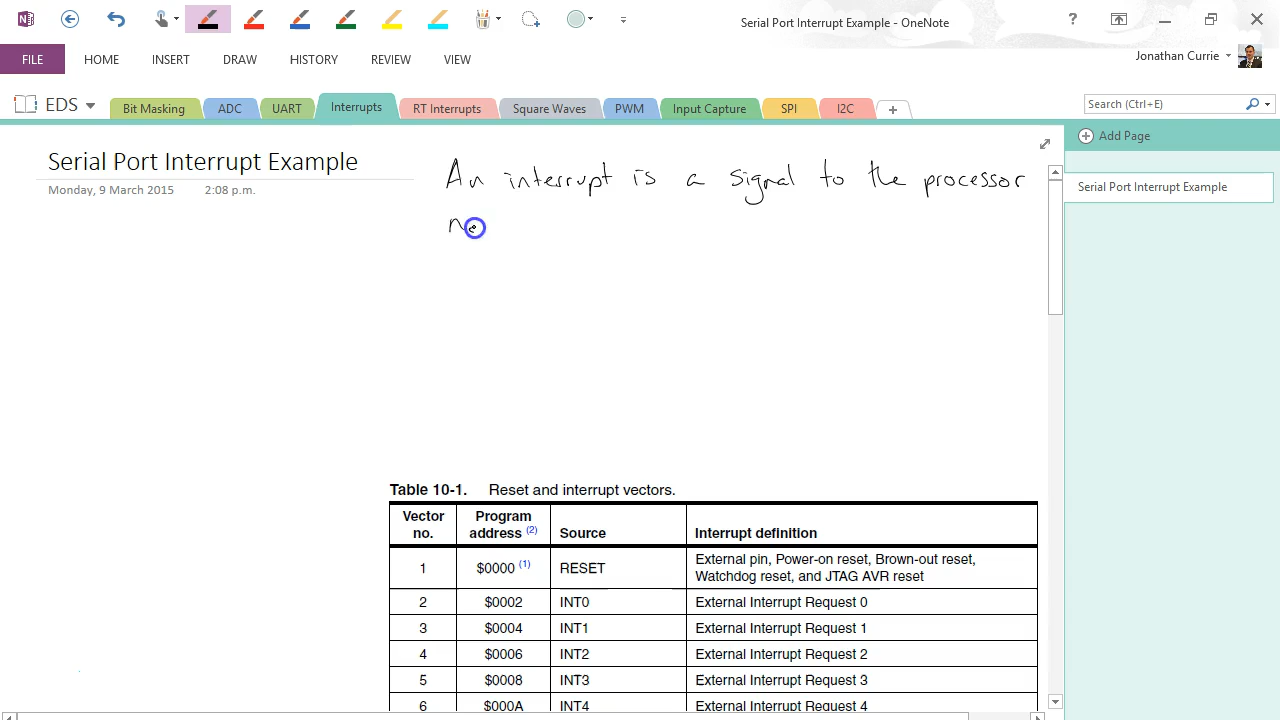 Serial Port Interrupt Example - OneNote
?
FILE HOME INSERT DRAW HISTORY REVIEW VIEW
Jonathan Currie
EDS
Bit Masking ADC UART Interrupts RT Interrupts Square Waves PWM Input Capture SPI I2C
Search (Ctrl+E)
Add Page
Serial Port Interrupt Example
Serial Port Interrupt Example
Monday, 9 March 2015 2:08 p.m.
An interrupt is a signal to the processor
Table 10-1. Reset and interrupt vectors.
Vector no. Program address (2) Source Interrupt definition
1 $0000 (1) RESET External pin, Power-on reset, Brown-out reset,
Watchdog reset, and JTAG AVR reset
2 $0002 INT0 External Interrupt Request 0
3 $0004 INT1 External Interrupt Request 1
4 $0006 INT2 External Interrupt Request 2
5 $0008 INT3 External Interrupt Request 3
6 $000A INT4 External Interrupt Request 4